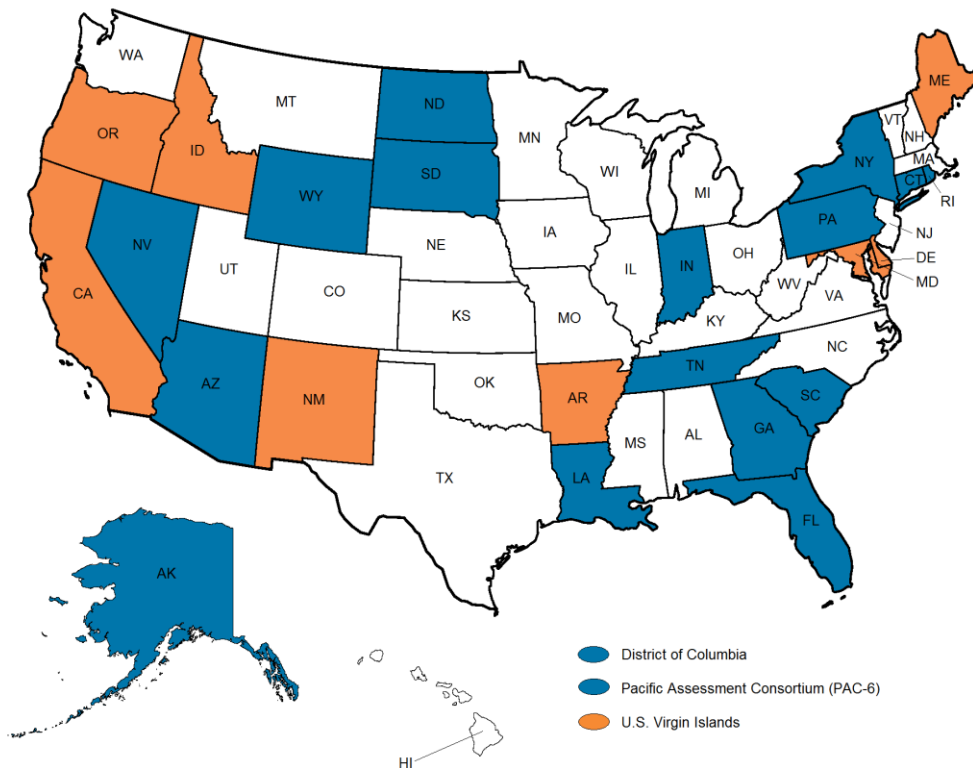 WA
MT
ND
MN
ME
OR
ID
SD
WI
MI
VT
NH
NY
MA
CT
RI
WY
NV
UT
NE
IA
PA
NJ
DE
MD
CA
CO
KS
MO
IL
IN
OH
WV
VA
KY
NC
AZ
NM
OK
AR
TN
SC
TX
LA
MS
AL
GA
FL
AK
HI
District of Columbia
Pacific Assessment Consortium (PAC-6)
U.S. Virgin Islands